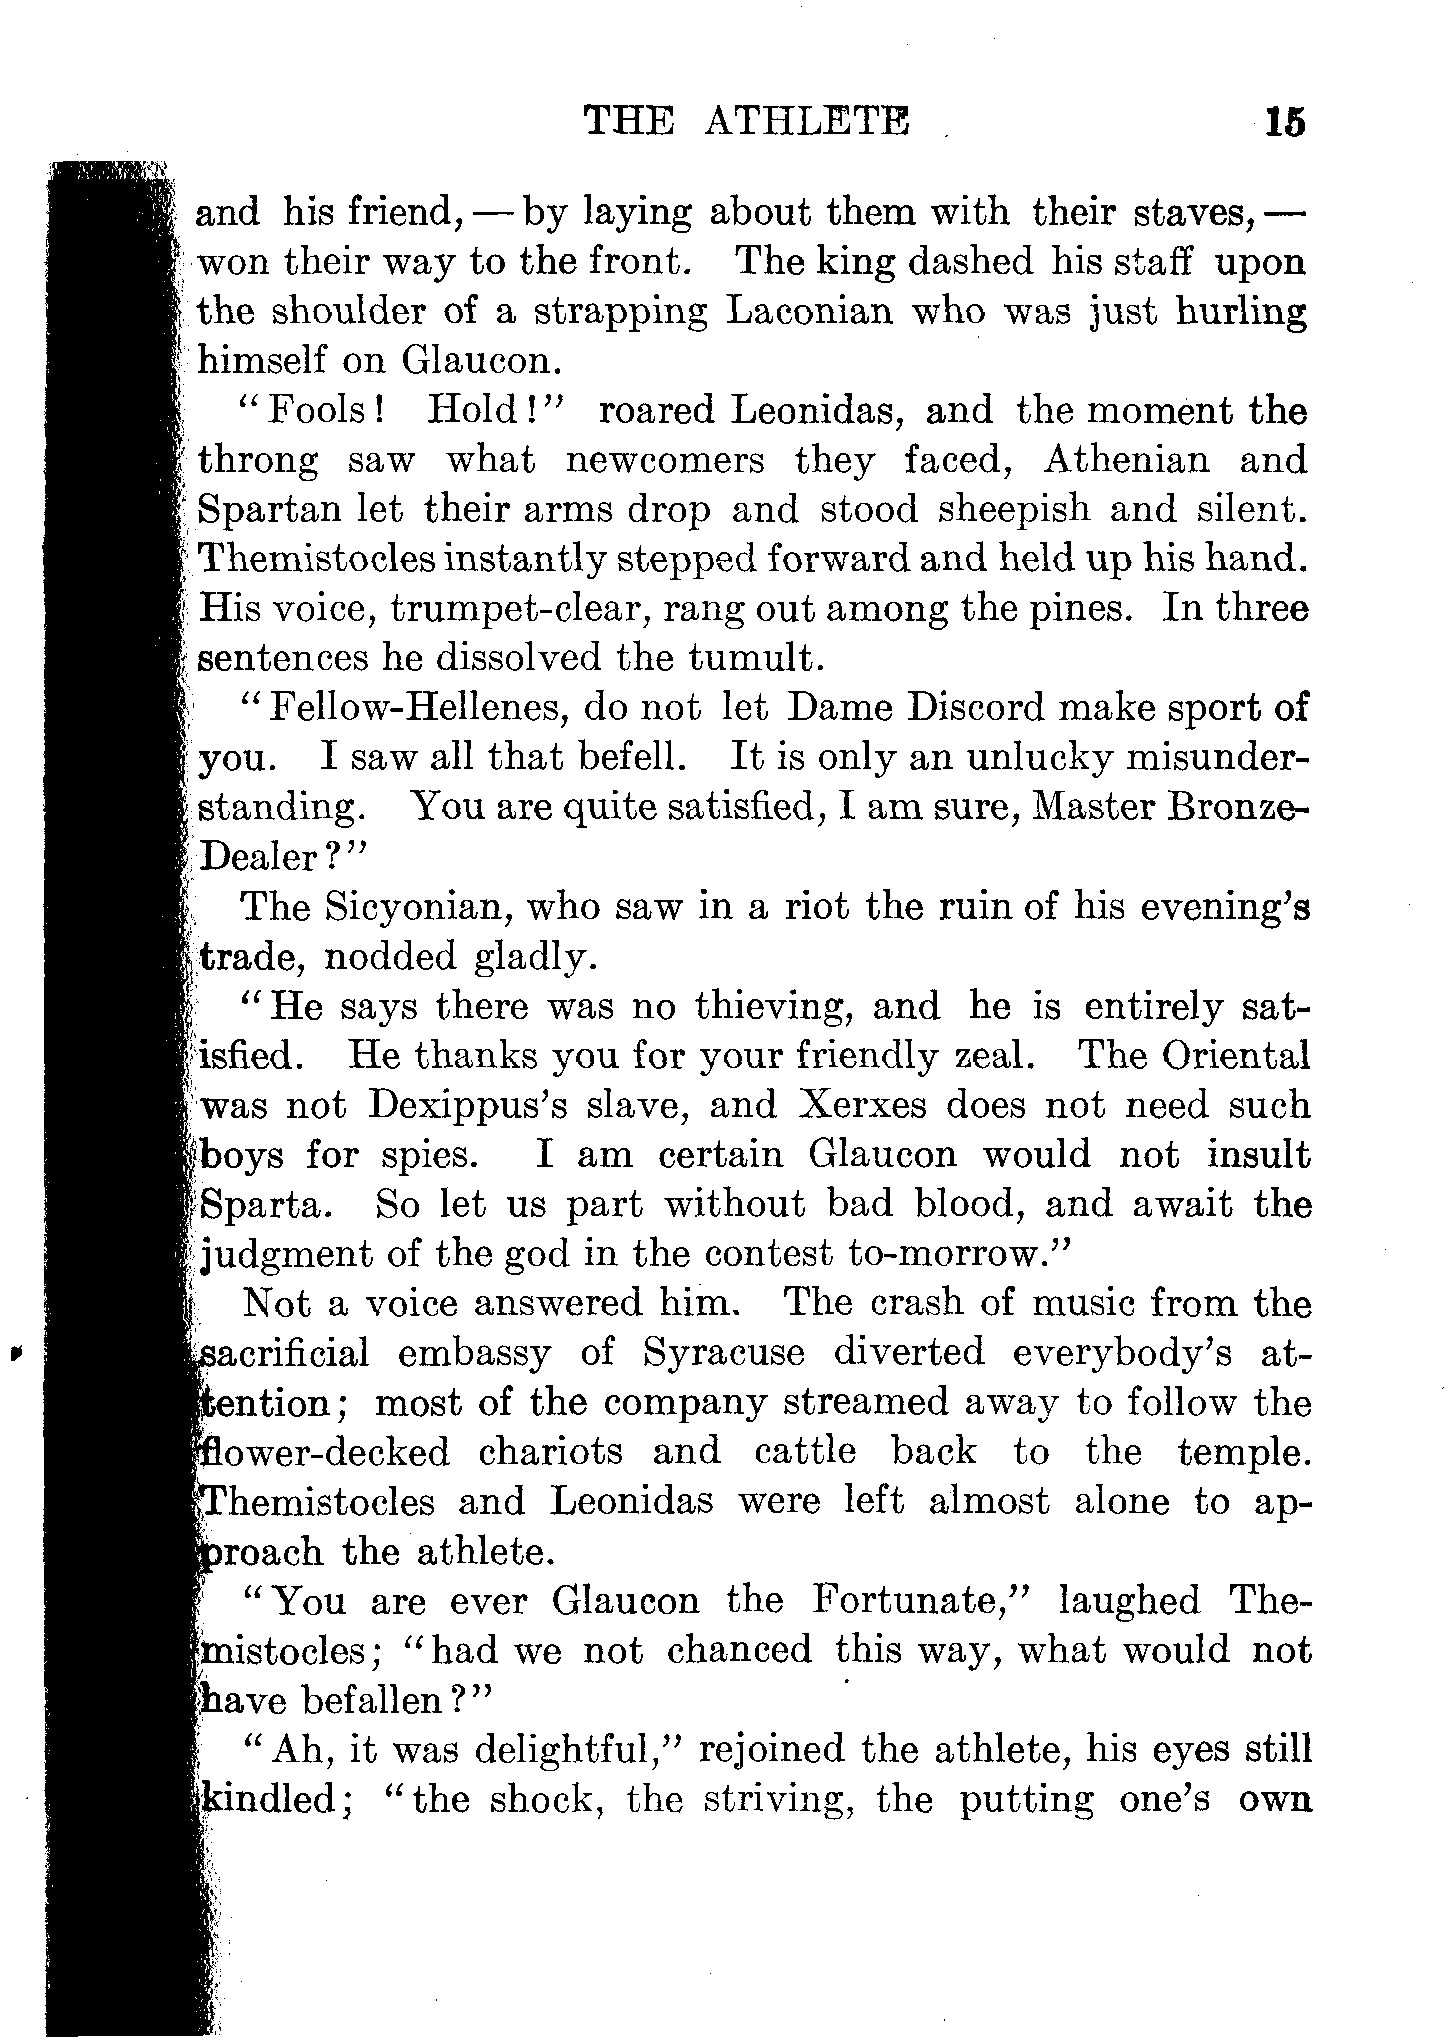 THE ATHLETE 15
and his friend, — by laying about them with their staves, —
won their way to the front. The king dashed his staff upon
the shoulder of a strapping Laconian who was just hurling
himself on Glaucon.
"Fools! Hold!" roared Leonidas, and the moment the
throng saw what newcomers they faced, Athenian and
Spartan let their arms drop and stood sheepish and silent.
Themistocles instantly stepped forward and held up his hand.
His voice, trumpet-clear, rang out among the pines. In three
sentences he dissolved the tumult.
"Fellow-Hellenes, do not let Dame Discord make sport of
you. I saw all that befell. It is only an unlucky misunder-
standing. You are quite satisfied, I am sure, Master Bronze-
Dealer?"
The Sicyonian, who saw in a riot the ruin of his evening's
trade, nodded gladly.
"He says there was no thieving, and he is entirely sat-
isfied. He thanks you for your friendly zeal. The Oriental
was not Dexippus's slave, and Xerxes does not need such
boys for spies. I am certain Glaucon would not insult
Sparta. So let us part without bad blood, and await the
judgment of the god in the contest to-morrow."
Not a voice answered him. The crash of music from the
sacrificial embassy of Syracuse diverted everybody's at-
tention; most of the company streamed away to follow the
flower-decked chariots and cattle back to the temple.
Themistocles and Leonidas were left almost alone to ap-
proach the athlete.
"You are ever Glaucon the Fortunate," laughed The-
mistocles; "had we not chanced this way, what would not
have befallen?"
"Ah, it was delightful," rejoined the athlete, his eyes still
kindled; "the shock, the striving, the putting one's own